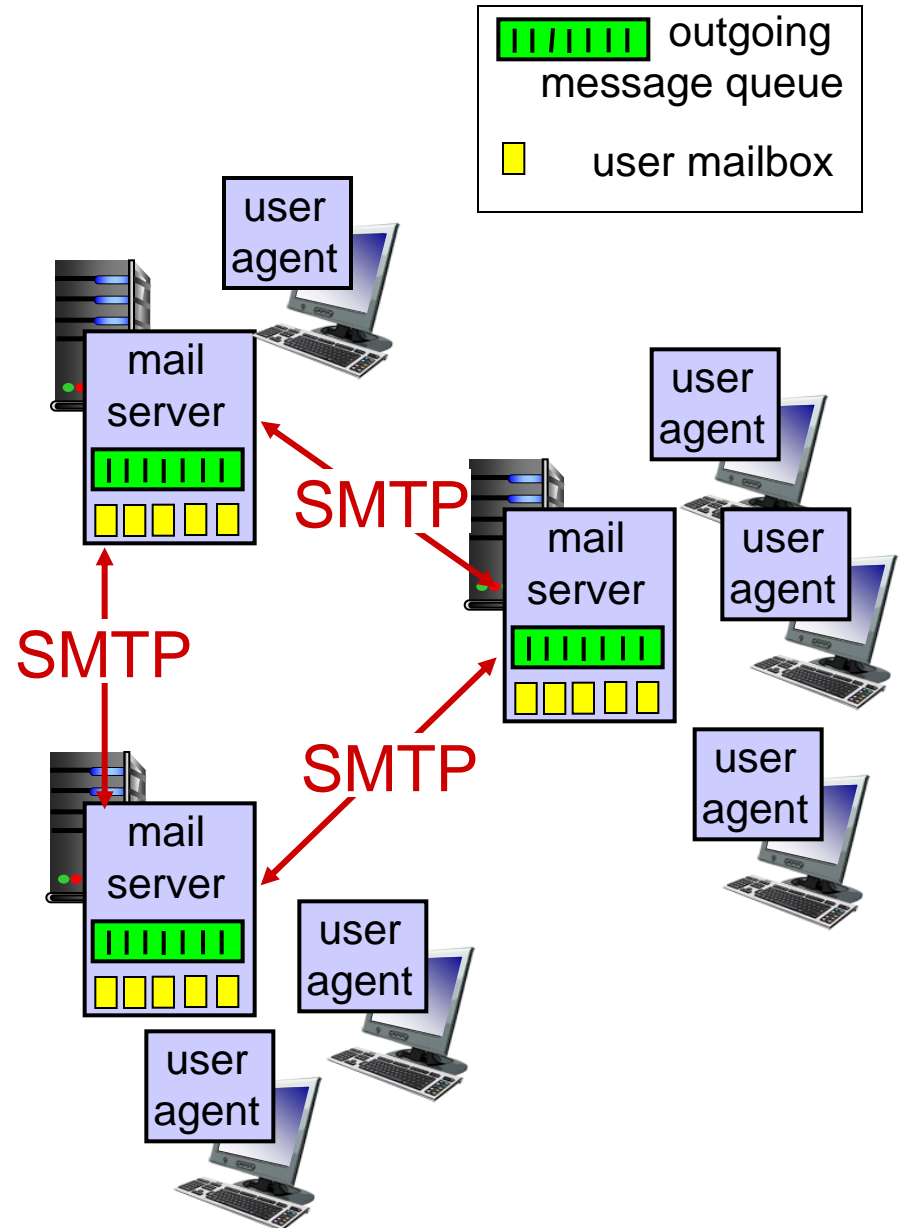 outgoing
message queue
user mailbox
user
agent
mail
server
user
agent
SMTP
mail
server
user
agent
SMTP
SMTP
user
agent
mail
server
user
agent
user
agent